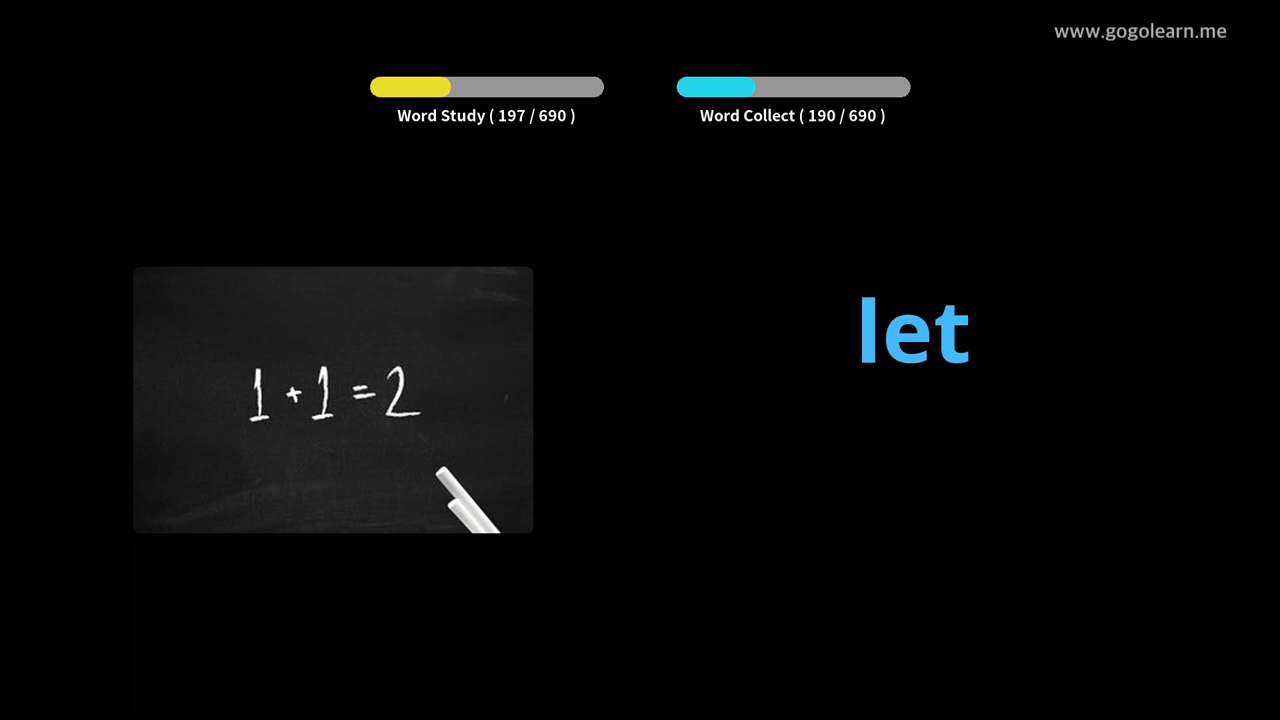 www.gogolearn.me
Word Study ( 197 / 690 )
Word Collect ( 190 / 690 )
let
1 + 1 = 2